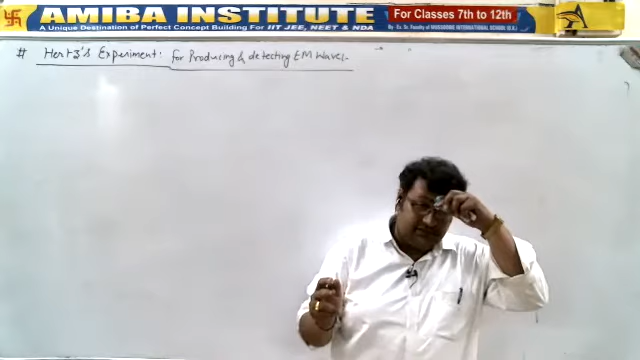 AMIBA INSTITUTE
A Unique Destination of Perfect Concept Building For IIT JEE, NEET & NDA
For Classes 7th to 12th
# Hertz's Experiment: for Producing & detecting EM Waves-